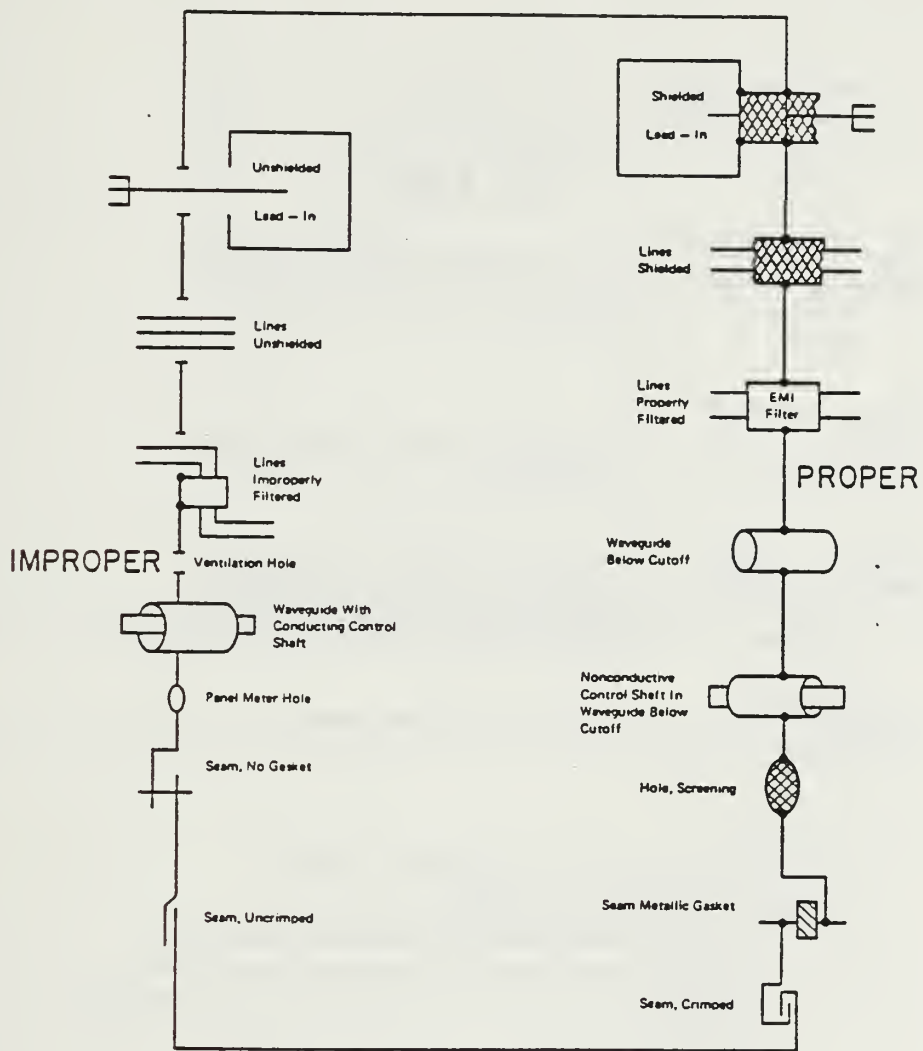 Unshielded
Lead – In
Lines
Unshielded
Lines
Improperly
Filtered
IMPROPER
Ventilation Hole
Waveguide With
Conducting Control
Shaft
Panel Meter Hole
Seam, No Gasket
Seam, Uncrimped
Shielded
Lead – In
Lines
Shielded
Lines
Properly
Filtered
EMI
Filter
PROPER
Waveguide
Below Cutoff
Nonconductive
Control Shaft In
Waveguide Below
Cutoff
Hole, Screening
Seam Metallic Gasket
Seam, Crimped